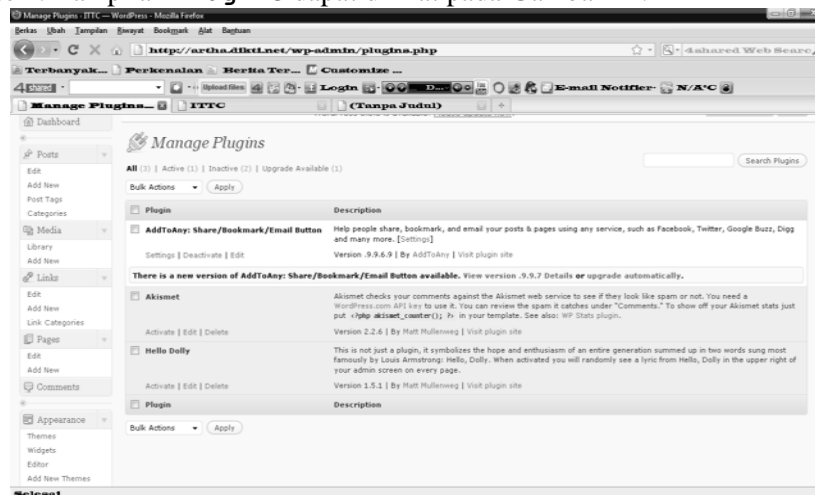 Manage Plugins ‹ ITTC — WordPress - Mozilla Firefox
Berkas Ubah Tampilan Riwayat Bookmark Alat Bantuan
http://artha.dikti.net/wp-admin/plugins.php
4shared Web Searc
Terbanyak... Perkenalan Berita Ter... Customize ...
4shared Upload files Login D... E-mail Notifier N/A°C
Manage Plugins... ITTC (Tanpa Judul)
Dashboard
Manage Plugins
Posts
All (3) | Active (1) | Inactive (2) | Upgrade Available (1)
Search Plugins
Edit
Add New
Bulk Actions Apply
Post Tags
Categories
Plugin Description
Media
AddToAny: Share/Bookmark/Email Button Help people share, bookmark, and email your posts & pages using any service, such as Facebook, Twitter, Google Buzz, Digg
and many more. [Settings]
Library
Add New
Settings | Deactivate | Edit Version .9.9.6.9 | By AddToAny | Visit plugin site
Links
There is a new version of AddToAny: Share/Bookmark/Email Button available. View version .9.9.7 Details or upgrade automatically.
Edit
Add New
Link Categories
Akismet Akismet checks your comments against the Akismet web service to see if they look like spam or not. You need a
WordPress.com API key to use it. You can review the spam it catches under "Comments." To show off your Akismet stats just
put <?php akismet_counter(); ?> in your template. See also: WP Stats plugin.
Pages
Activate | Edit | Delete Version 2.2.6 | By Matt Mullenweg | Visit plugin site
Edit
Add New
Hello Dolly This is not just a plugin, it symbolizes the hope and enthusiasm of an entire generation summed up in two words sung most
famously by Louis Armstrong: Hello, Dolly. When activated you will randomly see a lyric from Hello, Dolly in the upper right of
your admin screen on every page.
Comments
Activate | Edit | Delete Version 1.5.1 | By Matt Mullenweg | Visit plugin site
Plugin Description
Appearance
Bulk Actions Apply
Themes
Widgets
Editor
Add New Themes
Selesai